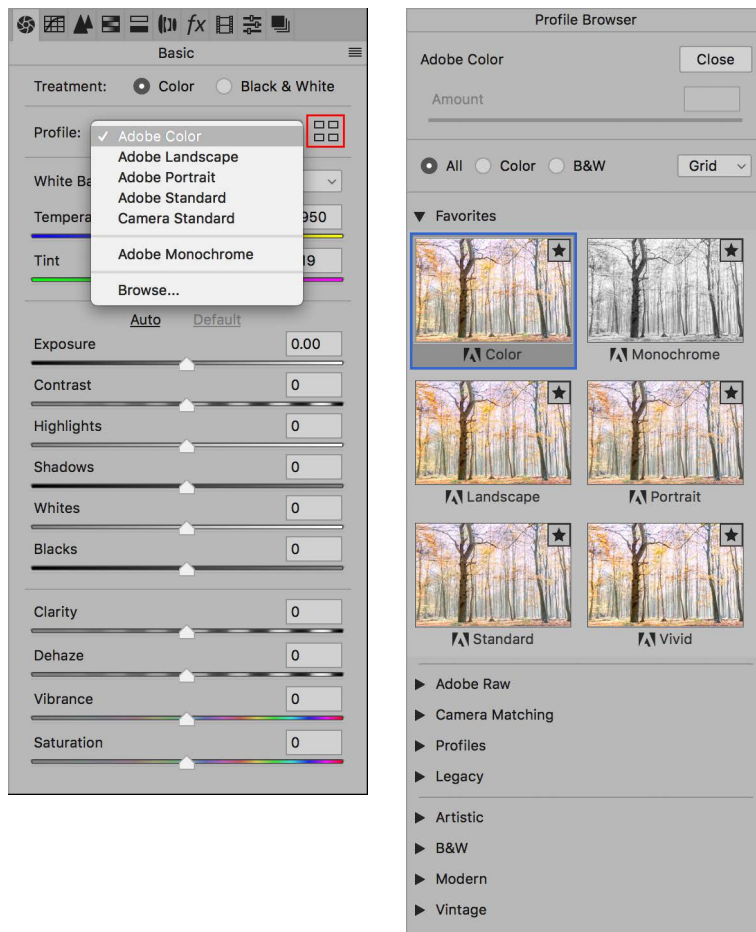 fx
Basic
Treatment: Color Black & White
Profile:
✓ Adobe Color
Adobe Landscape
Adobe Portrait
Adobe Standard
Camera Standard
Adobe Monochrome
Browse...
White Ba
Tempera 950
Tint 19
Auto Default
Exposure 0.00
Contrast 0
Highlights 0
Shadows 0
Whites 0
Blacks 0
Clarity 0
Dehaze 0
Vibrance 0
Saturation 0
Profile Browser
Adobe Color Close
Amount
All Color B&W Grid
Favorites
Color Monochrome
Landscape Portrait
Standard Vivid
Adobe Raw
Camera Matching
Profiles
Legacy
Artistic
B&W
Modern
Vintage